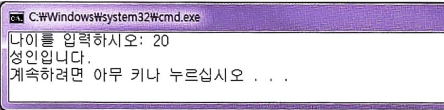 C:₩Windows₩system32₩cmd.exe
나이를 입력하시오: 20
성인입니다.
계속하려면 아무 키나 누르십시오 . . .